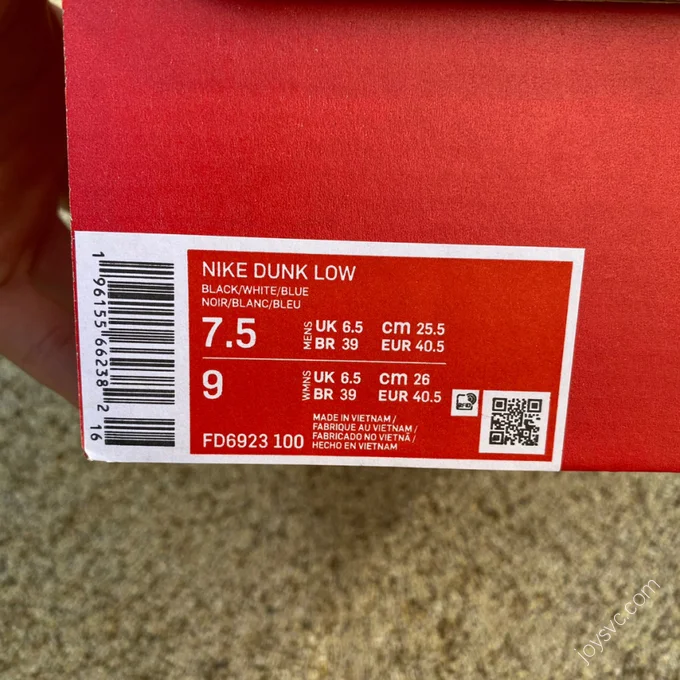 NIKE DUNK LOW
BLACK/WHITE/BLUE
NOIR/BLANC/BLEU
7.5 MENS UK 6.5 cm 25.5
BR 39 EUR 40.5
9 WMNS UK 6.5 cm 26
BR 39 EUR 40.5
FD6923 100
MADE IN VIETNAM /
FABRIQUE AU VIETNAM /
FABRICADO NO VIETNÃ /
HECHO EN VIETNAM
1 96155 66238 2 16
joysvc.com